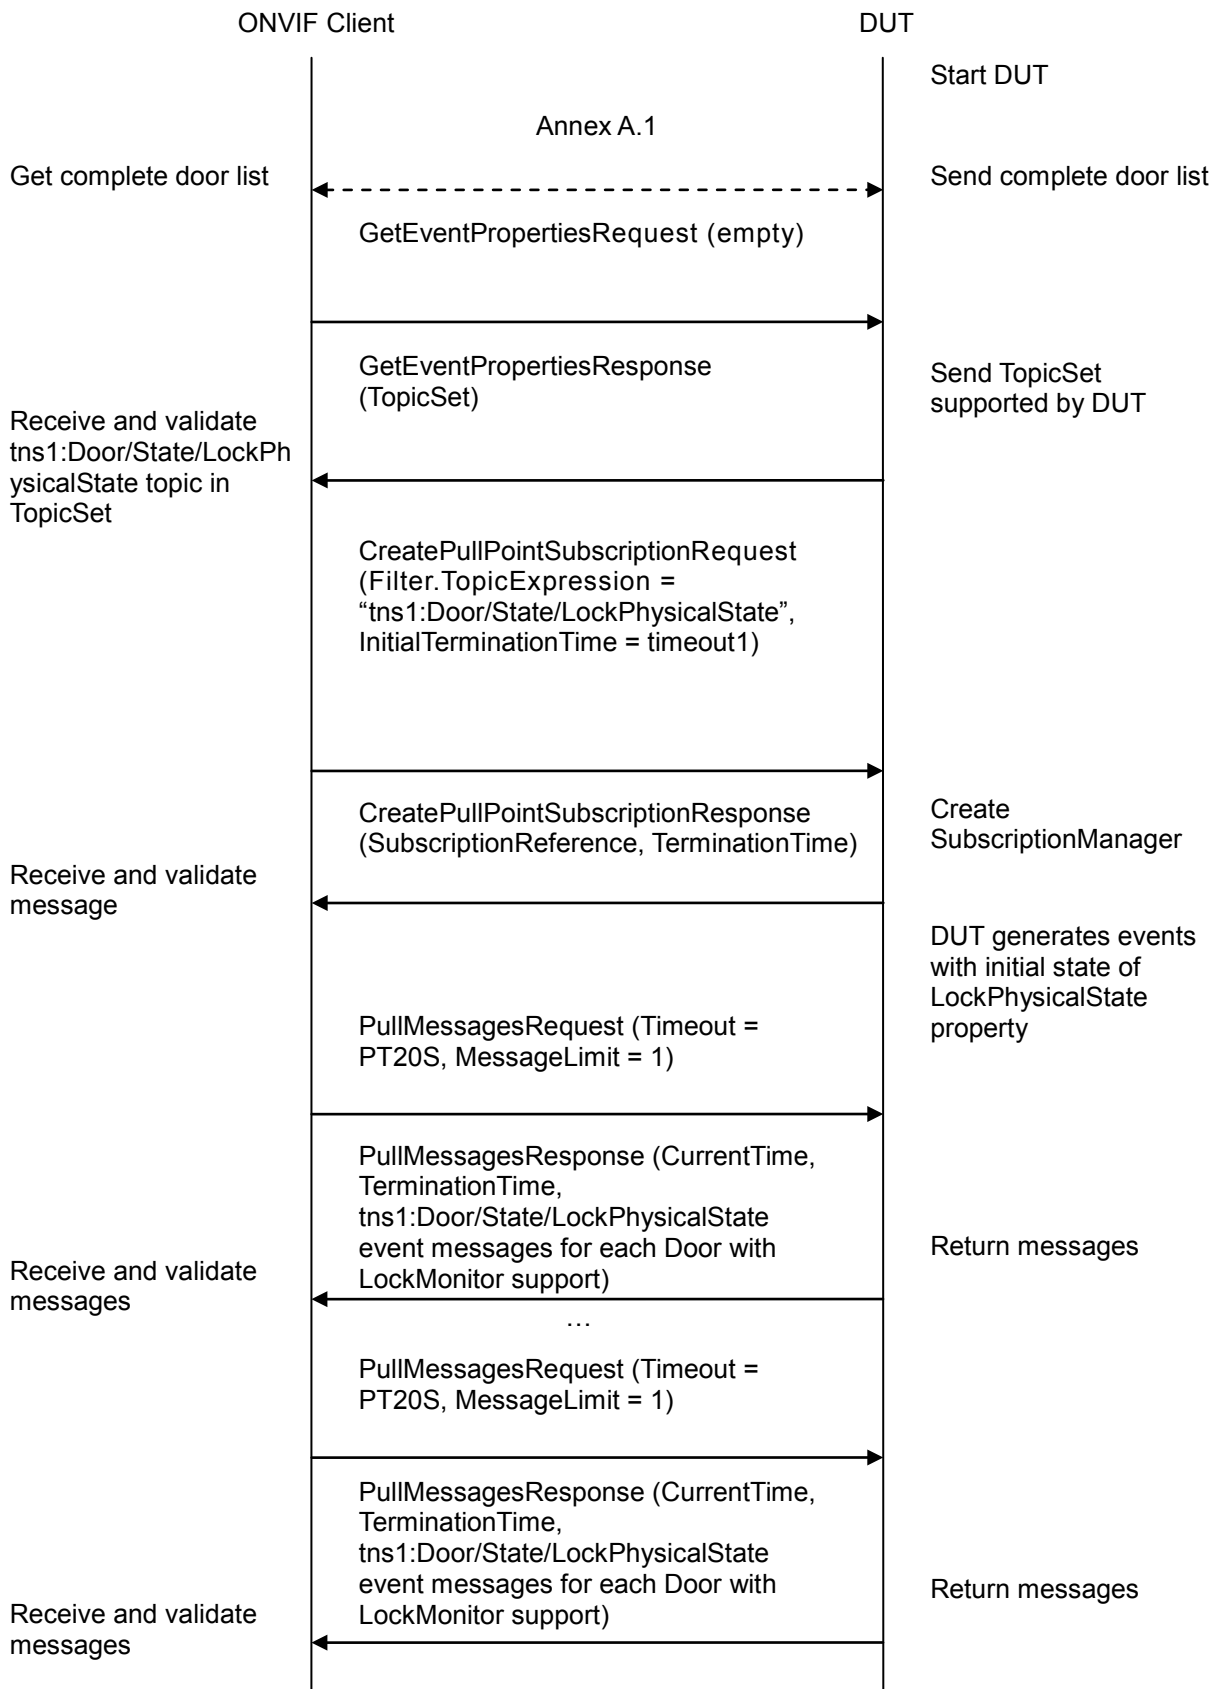 ONVIF Client
DUT
Start DUT
Annex A.1
Get complete door list
Send complete door list
GetEventPropertiesRequest (empty)
GetEventPropertiesResponse
(TopicSet)
Send TopicSet
supported by DUT
Receive and validate
tns1:Door/State/LockPh
ysicalState topic in
TopicSet
CreatePullPointSubscriptionRequest
(Filter.TopicExpression =
“tns1:Door/State/LockPhysicalState”,
InitialTerminationTime = timeout1)
CreatePullPointSubscriptionResponse
(SubscriptionReference, TerminationTime)
Create
SubscriptionManager
Receive and validate
message
DUT generates events
with initial state of
LockPhysicalState
property
PullMessagesRequest (Timeout =
PT20S, MessageLimit = 1)
PullMessagesResponse (CurrentTime,
TerminationTime,
tns1:Door/State/LockPhysicalState
event messages for each Door with
LockMonitor support)
Return messages
Receive and validate
messages
…
PullMessagesRequest (Timeout =
PT20S, MessageLimit = 1)
PullMessagesResponse (CurrentTime,
TerminationTime,
tns1:Door/State/LockPhysicalState
event messages for each Door with
LockMonitor support)
Return messages
Receive and validate
messages